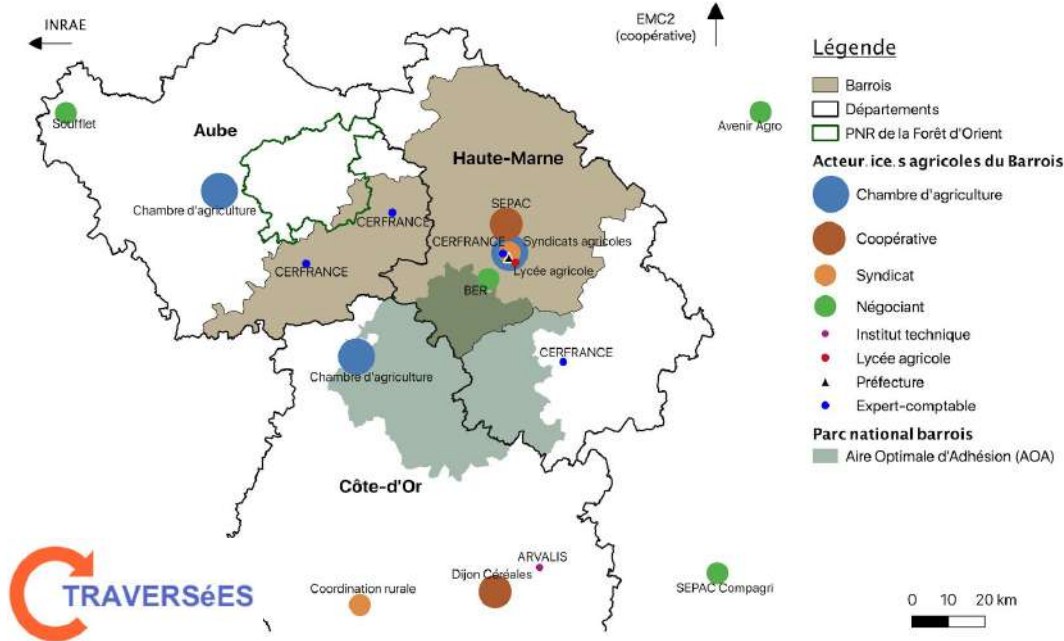 INRAE
EMC2
(coopérative)
Soufflet
Aube
Avenir Agro
Haute-Marne
Chambre d'agriculture
SEPAC
CERFRANCE
CERFRANCE
Syndicats agricoles
CERFRANCE
Lycée agricole
BER
CERFRANCE
Chambre d'agriculture
Côte-d'Or
ARVALIS
Dijon Céréales
Coordination rurale
SEPAC Compagri
TRAVERSéES
Légende
Barrois
Départements
PNR de la Forêt d'Orient
Acteur.ice.s agricoles du Barrois
Chambre d'agriculture
Coopérative
Syndicat
Négociant
Institut technique
Lycée agricole
Préfecture
Expert-comptable
Parc national barrois
Aire Optimale d'Adhésion (AOA)
0 10 20 km